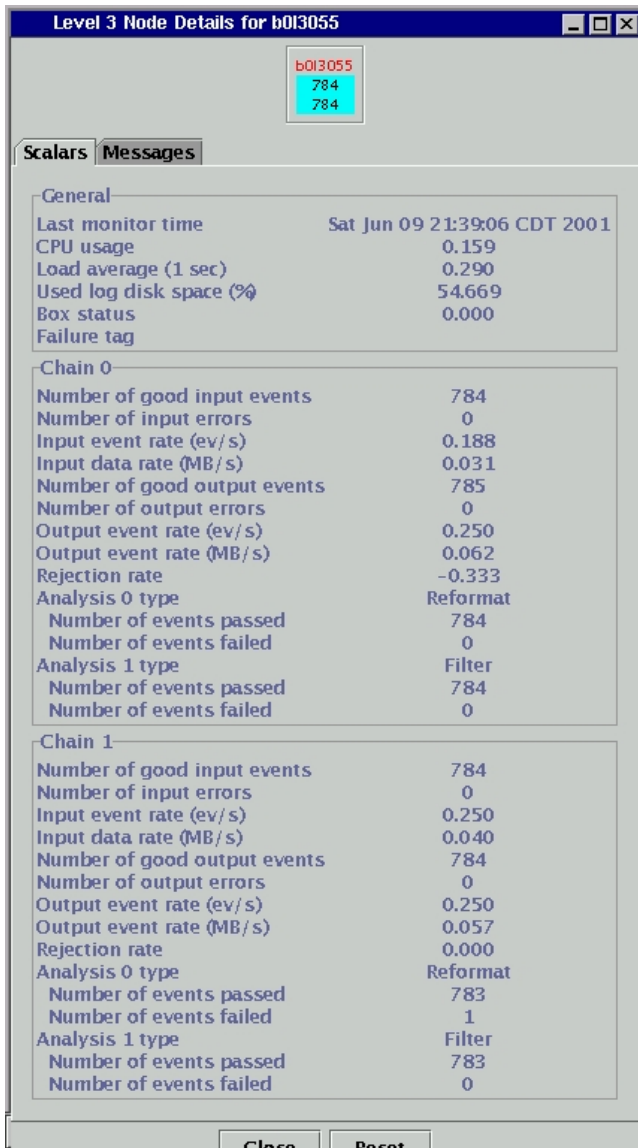 Level 3 Node Details for b0l3055
b0l3055
784
784
Scalars Messages
General
Last monitor time Sat Jun 09 21:39:06 CDT 2001
CPU usage 0.159
Load average (1 sec) 0.290
Used log disk space (%) 54.669
Box status 0.000
Failure tag
Chain 0
Number of good input events 784
Number of input errors 0
Input event rate (ev/s) 0.188
Input data rate (MB/s) 0.031
Number of good output events 785
Number of output errors 0
Output event rate (ev/s) 0.250
Output event rate (MB/s) 0.062
Rejection rate -0.333
Analysis 0 type Reformat
Number of events passed 784
Number of events failed 0
Analysis 1 type Filter
Number of events passed 784
Number of events failed 0
Chain 1
Number of good input events 784
Number of input errors 0
Input event rate (ev/s) 0.250
Input data rate (MB/s) 0.040
Number of good output events 784
Number of output errors 0
Output event rate (ev/s) 0.250
Output event rate (MB/s) 0.057
Rejection rate 0.000
Analysis 0 type Reformat
Number of events passed 783
Number of events failed 1
Analysis 1 type Filter
Number of events passed 783
Number of events failed 0
Close Reset